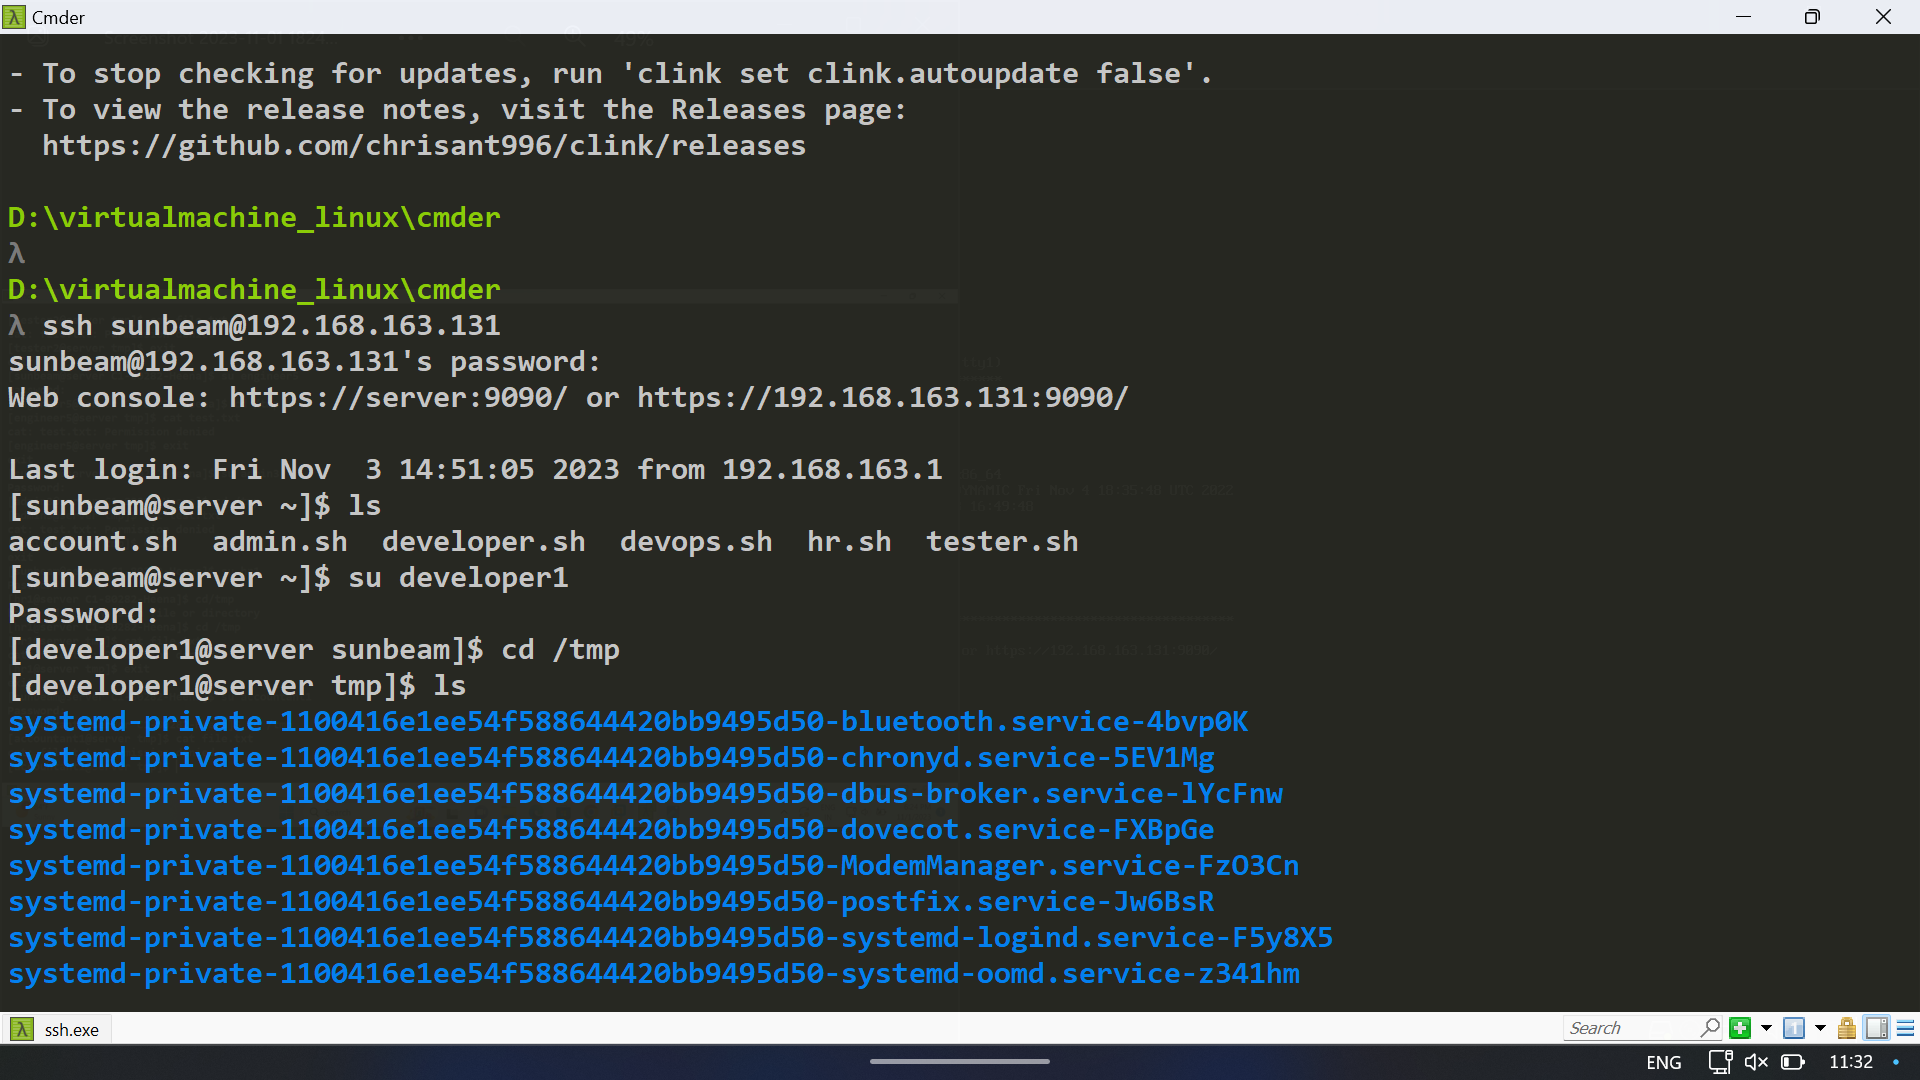 Cmder
- To stop checking for updates, run 'clink set clink.autoupdate false'.
- To view the release notes, visit the Releases page:
  https://github.com/chrisant996/clink/releases
D:\virtualmachine_linux\cmder
λ
D:\virtualmachine_linux\cmder
λ ssh sunbeam@192.168.163.131
sunbeam@192.168.163.131's password:
Web console: https://server:9090/ or https://192.168.163.131:9090/
Last login: Fri Nov  3 14:51:05 2023 from 192.168.163.1
[sunbeam@server ~]$ ls
account.sh  admin.sh  developer.sh  devops.sh  hr.sh  tester.sh
[sunbeam@server ~]$ su developer1
Password:
[developer1@server sunbeam]$ cd /tmp
[developer1@server tmp]$ ls
systemd-private-1100416e1ee54f588644420bb9495d50-bluetooth.service-4bvp0K
systemd-private-1100416e1ee54f588644420bb9495d50-chronyd.service-5EV1Mg
systemd-private-1100416e1ee54f588644420bb9495d50-dbus-broker.service-lYcFnw
systemd-private-1100416e1ee54f588644420bb9495d50-dovecot.service-FXBpGe
systemd-private-1100416e1ee54f588644420bb9495d50-ModemManager.service-FzO3Cn
systemd-private-1100416e1ee54f588644420bb9495d50-postfix.service-Jw6BsR
systemd-private-1100416e1ee54f588644420bb9495d50-systemd-logind.service-F5y8X5
systemd-private-1100416e1ee54f588644420bb9495d50-systemd-oomd.service-z341hm
ssh.exe
Search
ENG
11:32